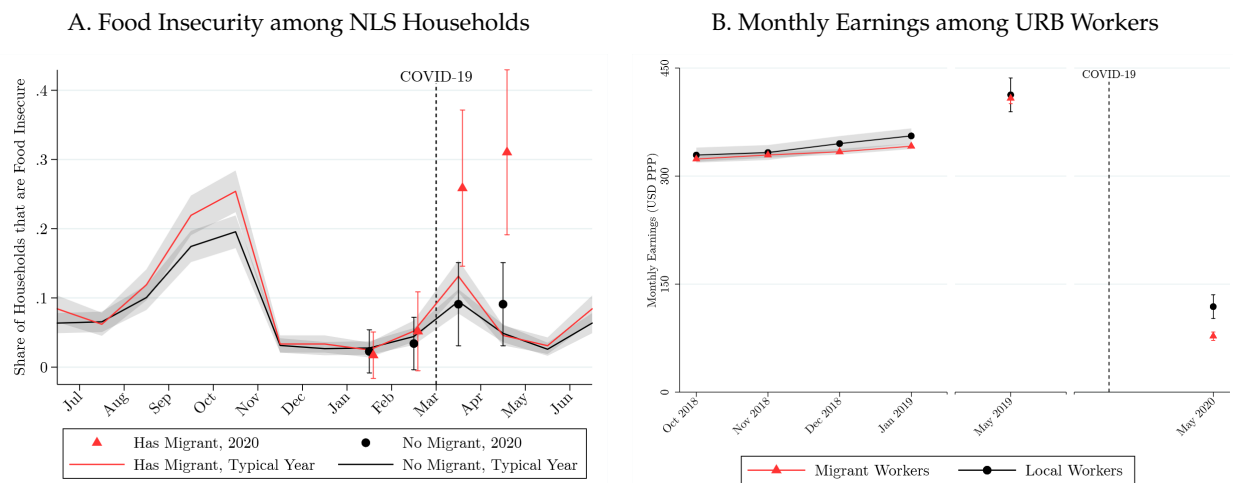 A. Food Insecurity among NLS Households
Share of Households that are Food Insecure
.4
.3
.2
.1
0
COVID-19
Jul Aug Sep Oct Nov Dec Jan Feb Mar Apr May Jun
Has Migrant, 2020 No Migrant, 2020
Has Migrant, Typical Year No Migrant, Typical Year
B. Monthly Earnings among URB Workers
Monthly Earnings (USD PPP)
450
300
150
0
COVID-19
Oct 2018 Nov 2018 Dec 2018 Jan 2019 May 2019 May 2020
Migrant Workers Local Workers